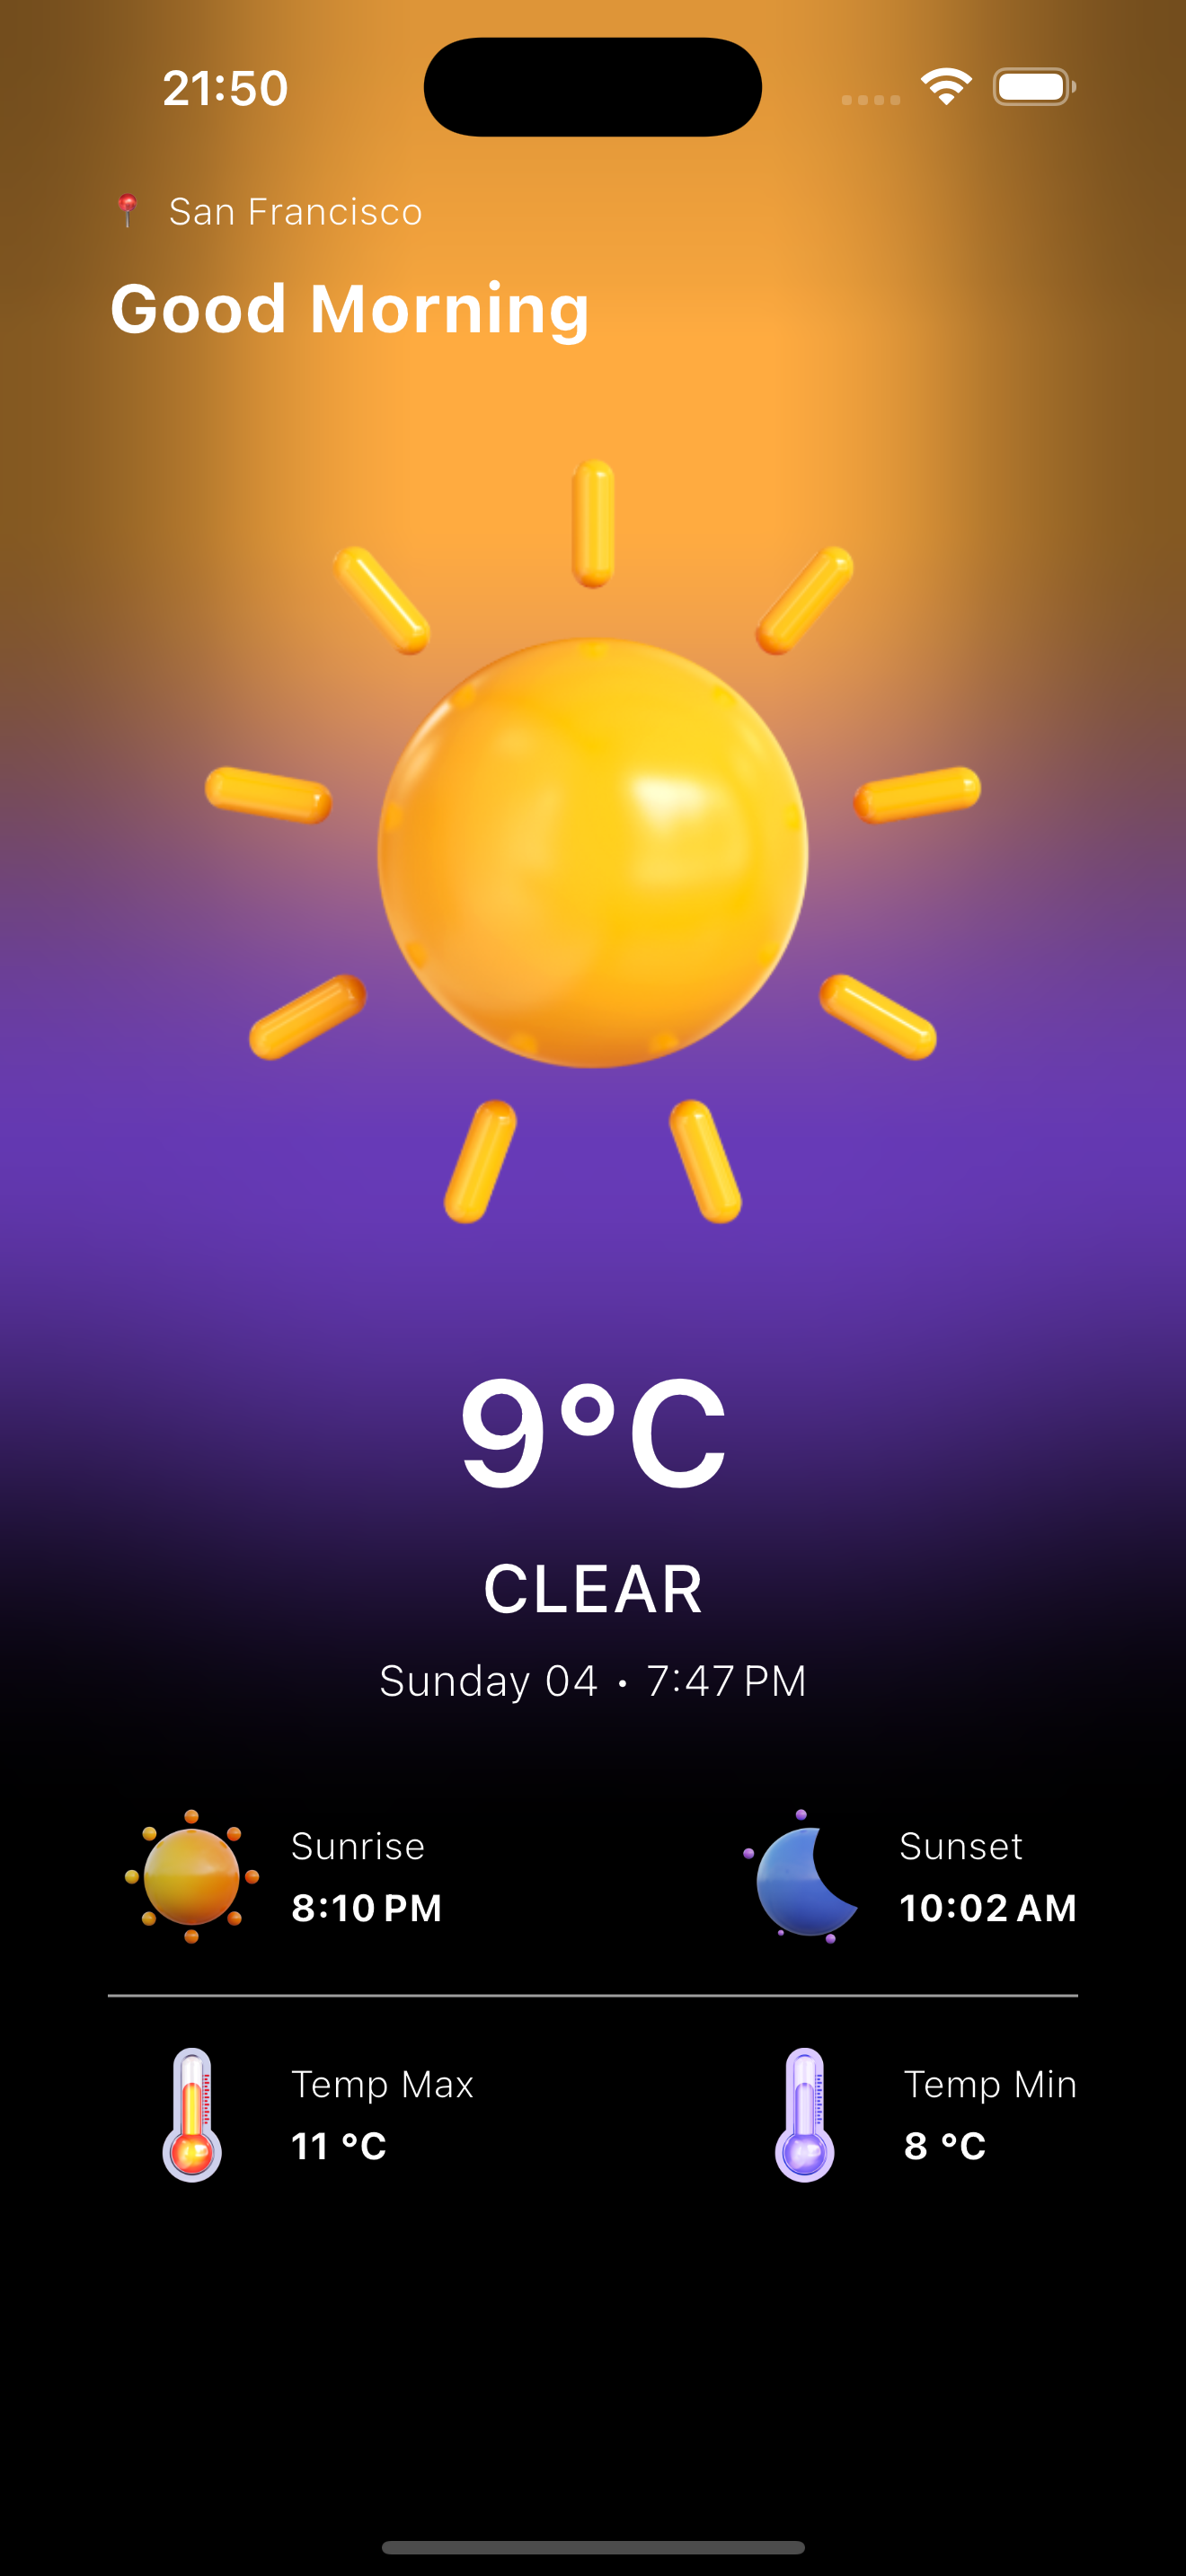 21:50
San Francisco
Good Morning
9°C
CLEAR
Sunday 04 • 7:47 PM
Sunrise
8:10 PM
Sunset
10:02 AM
Temp Max
11 °C
Temp Min
8 °C